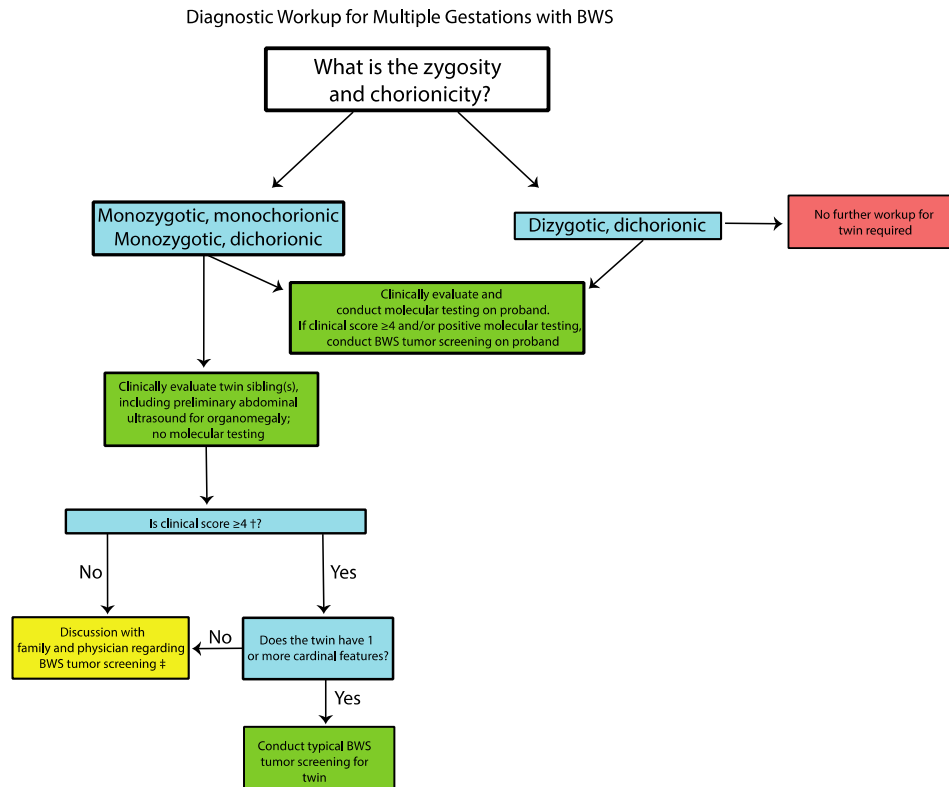 Diagnostic Workup for Multiple Gestations with BWS
What is the zygosity
and chorionicity?
Monozygotic, monochorionic
Monozygotic, dichorionic
Dizygotic, dichorionic
No further workup for
twin required
Clinically evaluate and
conduct molecular testing on proband.
If clinical score ≥4 and/or positive molecular testing,
conduct BWS tumor screening on proband
Clinically evaluate twin sibling(s),
including preliminary abdominal
ultrasound for organomegaly;
no molecular testing
Is clinical score ≥4 †?
No
Yes
Discussion with
family and physician regarding
BWS tumor screening ‡
No
Does the twin have 1
or more cardinal features?
Yes
Conduct typical BWS
tumor screening for
twin